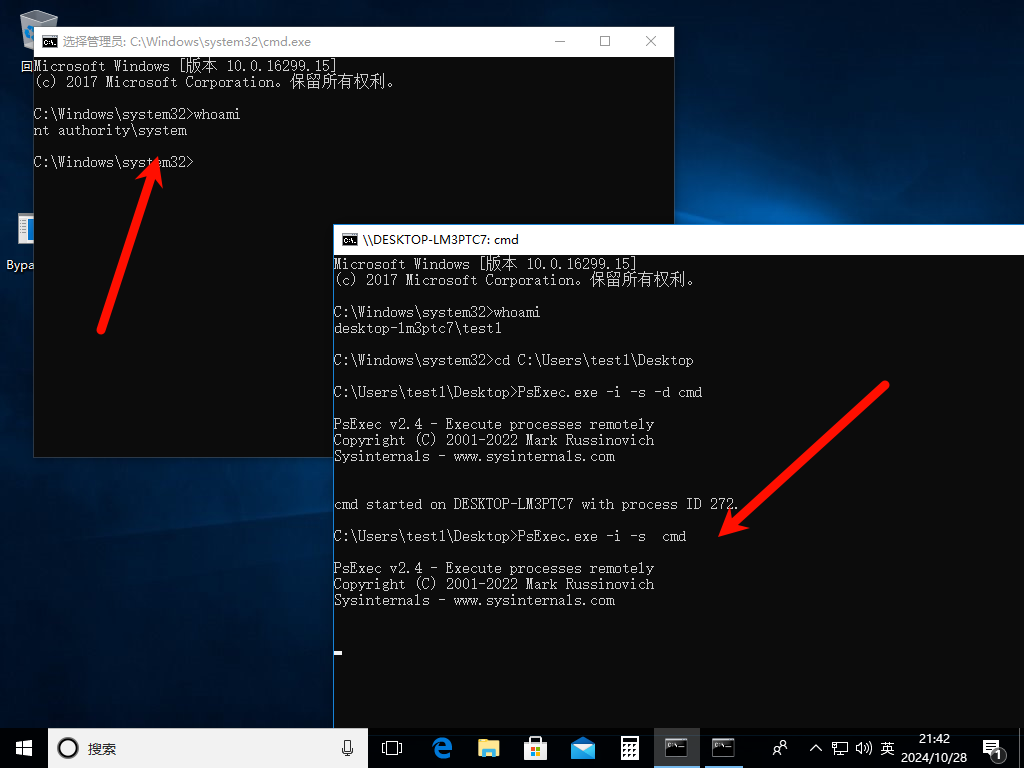 选择管理员: C:\Windows\system32\cmd.exe
回
Microsoft Windows [版本 10.0.16299.15]
(c) 2017 Microsoft Corporation。保留所有权利。
C:\Windows\system32>whoami
nt authority\system
C:\Windows\system32>
Bypa
\\DESKTOP-LM3PTC7: cmd
Microsoft Windows [版本 10.0.16299.15]
(c) 2017 Microsoft Corporation。保留所有权利。
C:\Windows\system32>whoami
desktop-lm3ptc7\test1
C:\Windows\system32>cd C:\Users\test1\Desktop
C:\Users\test1\Desktop>PsExec.exe -i -s -d cmd
PsExec v2.4 - Execute processes remotely
Copyright (C) 2001-2022 Mark Russinovich
Sysinternals - www.sysinternals.com
cmd started on DESKTOP-LM3PTC7 with process ID 272.
C:\Users\test1\Desktop>PsExec.exe -i -s  cmd
PsExec v2.4 - Execute processes remotely
Copyright (C) 2001-2022 Mark Russinovich
Sysinternals - www.sysinternals.com
搜索
英
21:42
2024/10/28
1